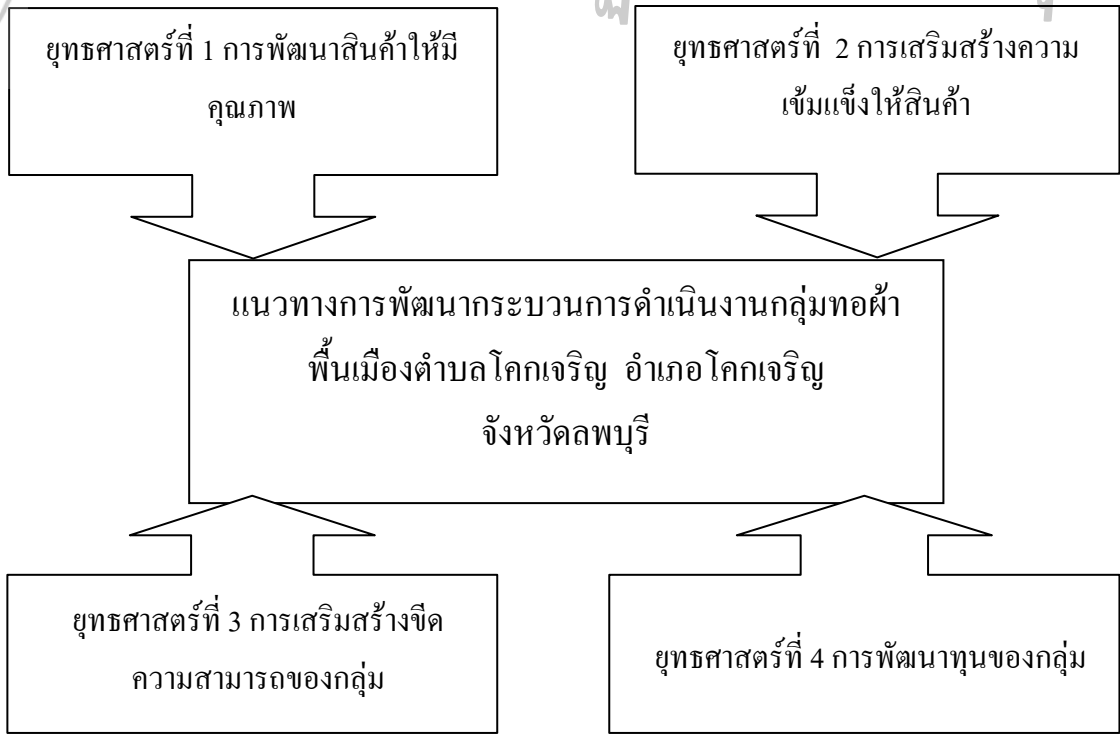 ยุทธศาสตร์ที่ 1 การพัฒนาสินค้าให้มี
คุณภาพ
ยุทธศาสตร์ที่ 2 การเสริมสร้างความ
เข้มแข็งให้สินค้า
แนวทางการพัฒนากระบวนการดำเนินงานกลุ่มทอผ้า
พื้นเมืองตำบลโคกเจริญ อำเภอโคกเจริญ
จังหวัดลพบุรี
ยุทธศาสตร์ที่ 3 การเสริมสร้างขีด
ความสามารถของกลุ่ม
ยุทธศาสตร์ที่ 4 การพัฒนาทุนของกลุ่ม